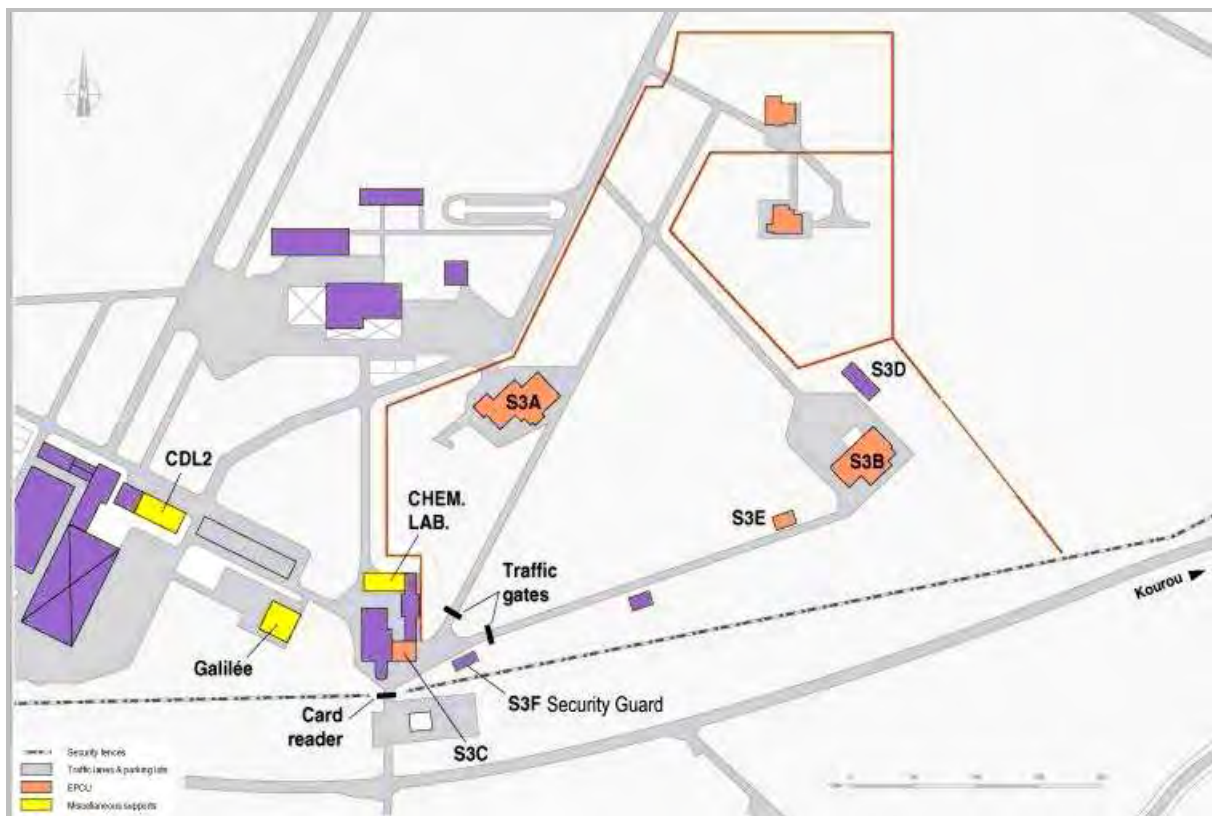 S3D
S3A
S3B
CDL2
CHEM.
LAB.
S3E
Traffic
gates
Kourou
Galilée
S3F Security Guard
Card
reader
S3C
Security fences
Traffic lanes & parking lots
EPCU
Miscellaneous supports